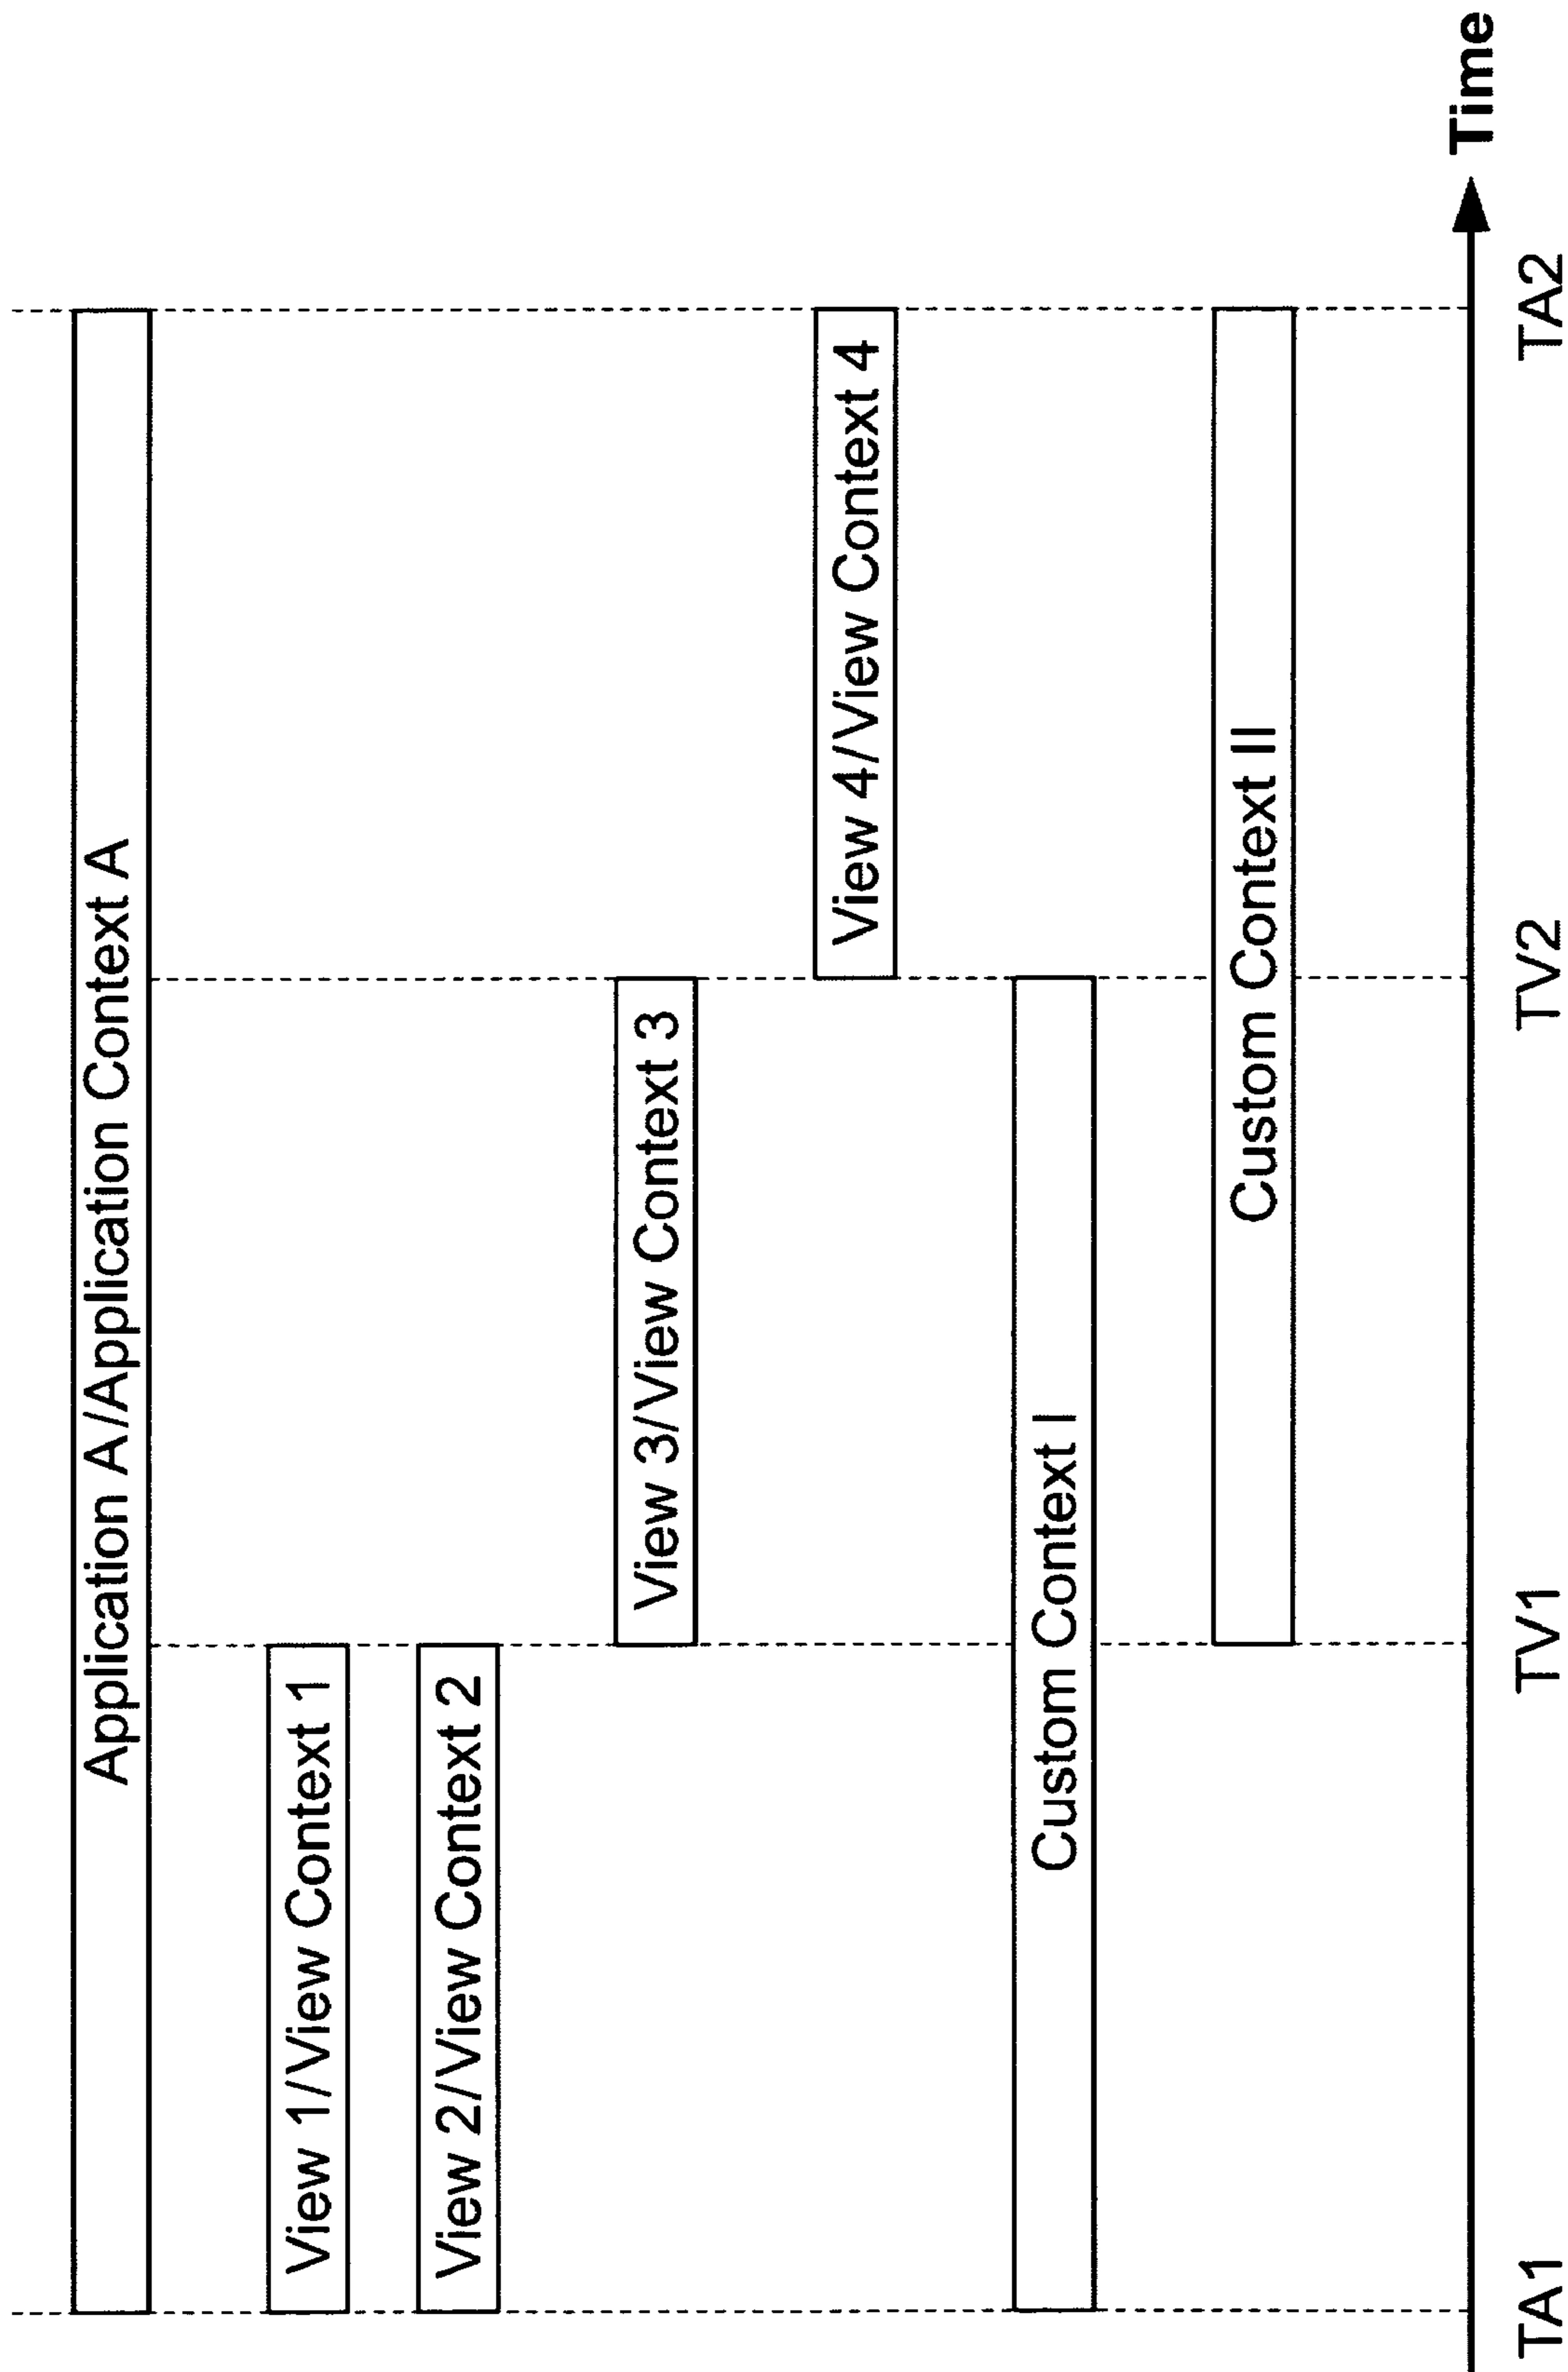 Application A/Application Context A
View 1/View Context 1
View 2/View Context 2
View 3/View Context 3
View 4/View Context 4
Custom Context I
Custom Context II
Time
TA1
TV1
TV2
TA2